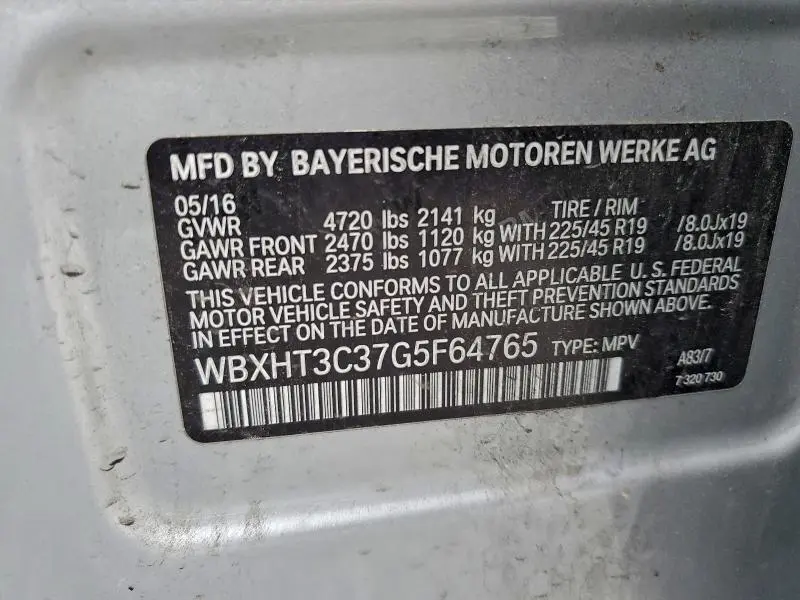 MFD BY BAYERISCHE MOTOREN WERKE AG
05/16 TIRE / RIM
GVWR 4720 lbs 2141 kg
GAWR FRONT 2470 lbs 1120 kg WITH 225/45 R19 /8.0Jx19
GAWR REAR 2375 lbs 1077 kg WITH 225/45 R19 /8.0Jx19
THIS VEHICLE CONFORMS TO ALL APPLICABLE U. S. FEDERAL
MOTOR VEHICLE SAFETY AND THEFT PREVENTION STANDARDS
IN EFFECT ON THE DATE OF MANUFACTURE SHOWN ABOVE.
WBXHT3C37G5F64765 TYPE: MPV A83/7
7 320 730